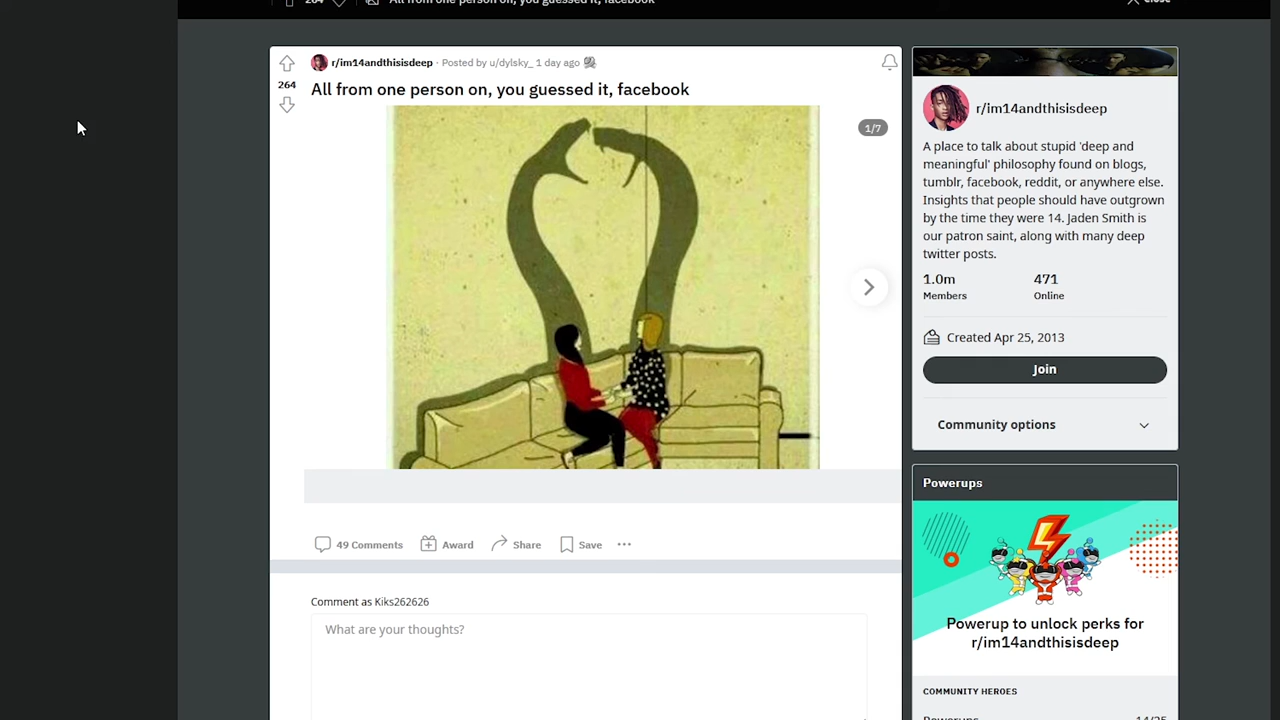 264
All from one person on, you guessed it, facebook
Close
r/im14andthisisdeep · Posted by u/dylsky_ 1 day ago
264
All from one person on, you guessed it, facebook
1/7
49 Comments
Award
Share
Save
Comment as Kiks262626
What are your thoughts?
r/im14andthisisdeep
A place to talk about stupid 'deep and
meaningful' philosophy found on blogs,
tumblr, facebook, reddit, or anywhere else.
Insights that people should have outgrown
by the time they were 14. Jaden Smith is
our patron saint, along with many deep
twitter posts.
1.0m
471
Members
Online
Created Apr 25, 2013
Join
Community options
Powerups
Powerup to unlock perks for
r/im14andthisisdeep
COMMUNITY HEROES
Powerups
14/25